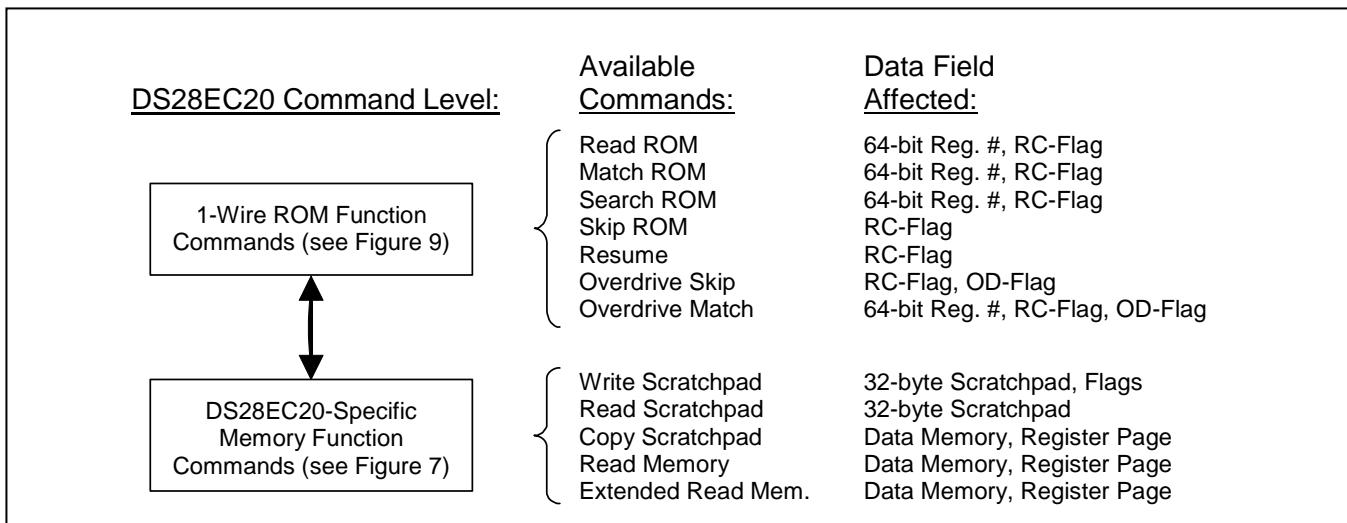 DS28EC20 Command Level:
Available
Commands:
Data Field
Affected:
1-Wire ROM Function
Commands (see Figure 9)
Read ROM 64-bit Reg. #, RC-Flag
Match ROM 64-bit Reg. #, RC-Flag
Search ROM 64-bit Reg. #, RC-Flag
Skip ROM RC-Flag
Resume RC-Flag
Overdrive Skip RC-Flag, OD-Flag
Overdrive Match 64-bit Reg. #, RC-Flag, OD-Flag
DS28EC20-Specific
Memory Function
Commands (see Figure 7)
Write Scratchpad 32-byte Scratchpad, Flags
Read Scratchpad 32-byte Scratchpad
Copy Scratchpad Data Memory, Register Page
Read Memory Data Memory, Register Page
Extended Read Mem. Data Memory, Register Page